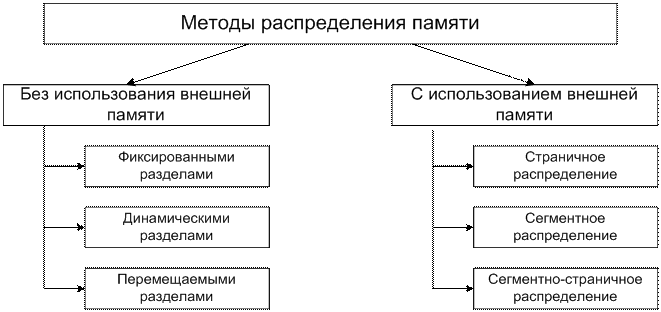 Методы распределения памяти
Без использования внешней
памяти
Фиксированными
разделами
Динамическими
разделами
Перемещаемыми
разделами
С использованием внешней
памяти
Страничное
распределение
Сегментное
распределение
Сегментно-страничное
распределение